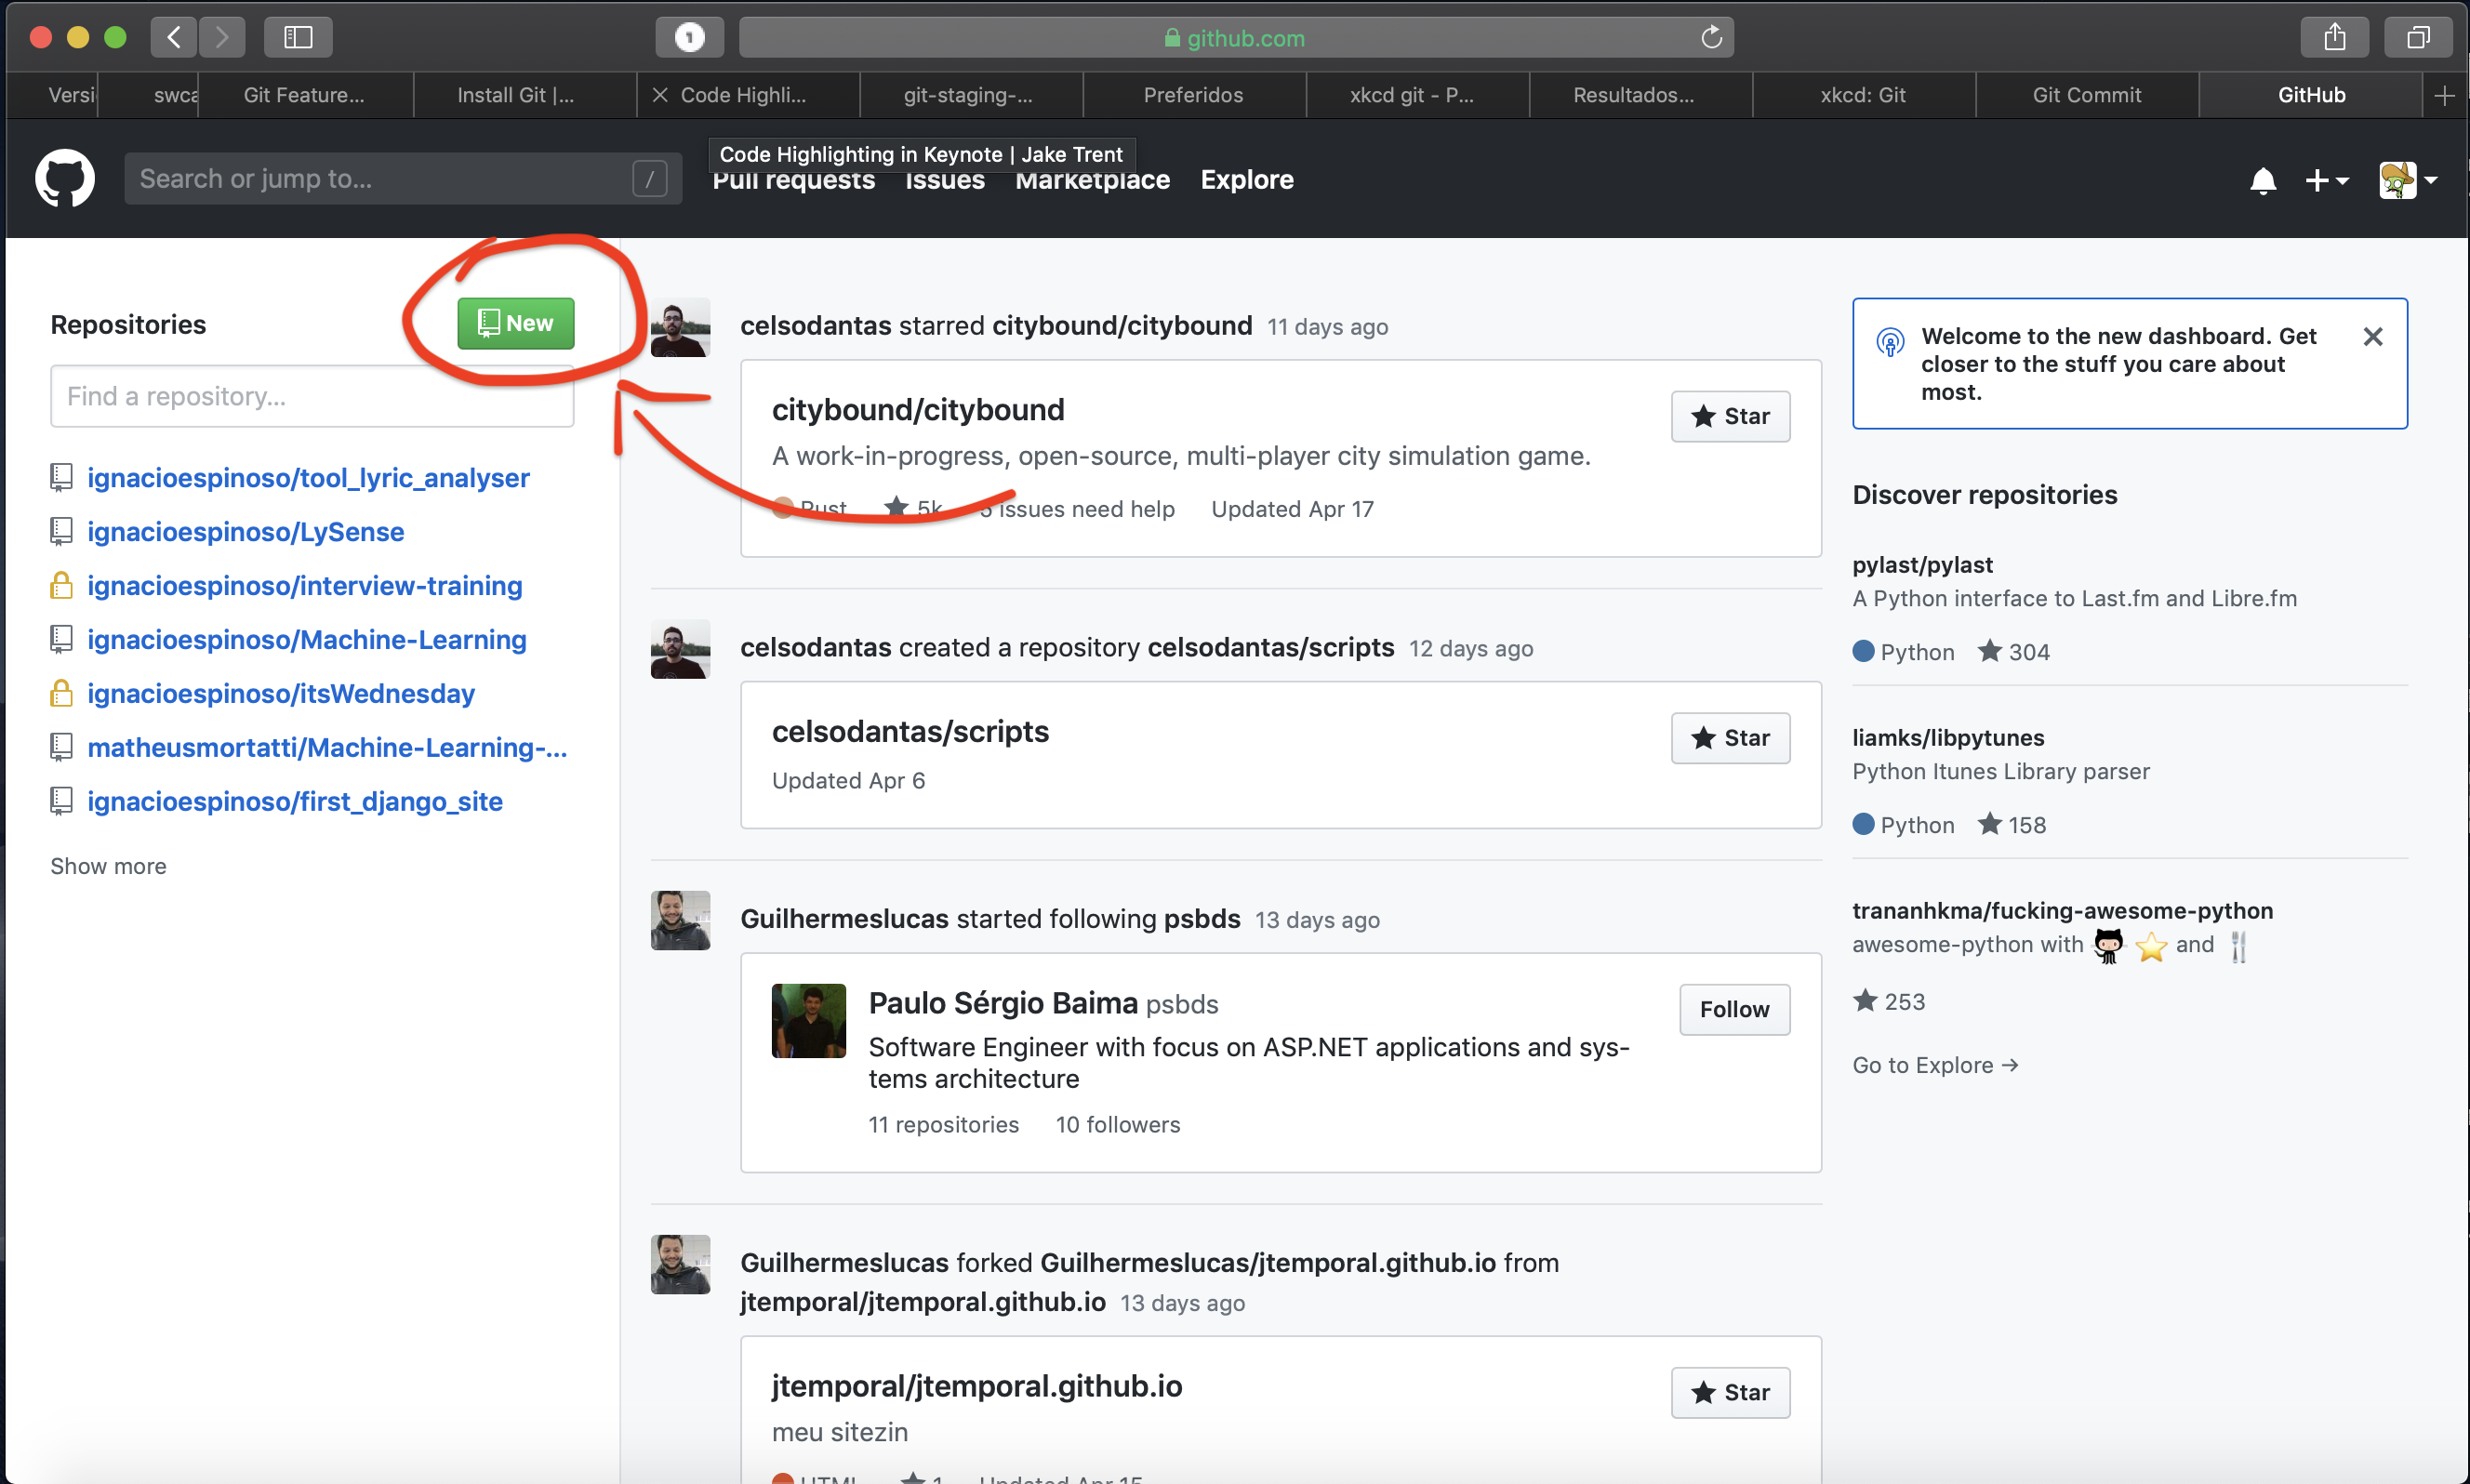 github.com
Versi
swca
Git Feature...
Install Git |...
Code Highli...
git-staging-...
Preferidos
xkcd git - P...
Resultados...
xkcd: Git
Git Commit
GitHub
Code Highlighting in Keynote | Jake Trent
Search or jump to...
/
Pull requests
Issues
Marketplace
Explore
Repositories
New
Find a repository...
ignacioespinoso/tool_lyric_analyser
ignacioespinoso/LySense
ignacioespinoso/interview-training
ignacioespinoso/Machine-Learning
ignacioespinoso/itsWednesday
matheusmortatti/Machine-Learning-...
ignacioespinoso/first_django_site
Show more
celsodantas starred citybound/citybound 11 days ago
citybound/citybound
Star
A work-in-progress, open-source, multi-player city simulation game.
Rust 5k 5 issues need help Updated Apr 17
celsodantas created a repository celsodantas/scripts 12 days ago
celsodantas/scripts
Star
Updated Apr 6
Guilhermeslucas started following psbds 13 days ago
Paulo Sérgio Baima psbds
Follow
Software Engineer with focus on ASP.NET applications and sys-
tems architecture
11 repositories 10 followers
Guilhermeslucas forked Guilhermeslucas/jtemporal.github.io from
jtemporal/jtemporal.github.io 13 days ago
jtemporal/jtemporal.github.io
Star
meu sitezin
HTML 1 Updated Apr 15
Welcome to the new dashboard. Get
closer to the stuff you care about
most.
Discover repositories
pylast/pylast
A Python interface to Last.fm and Libre.fm
Python 304
liamks/libpytunes
Python Itunes Library parser
Python 158
trananhkma/fucking-awesome-python
awesome-python with and
253
Go to Explore →